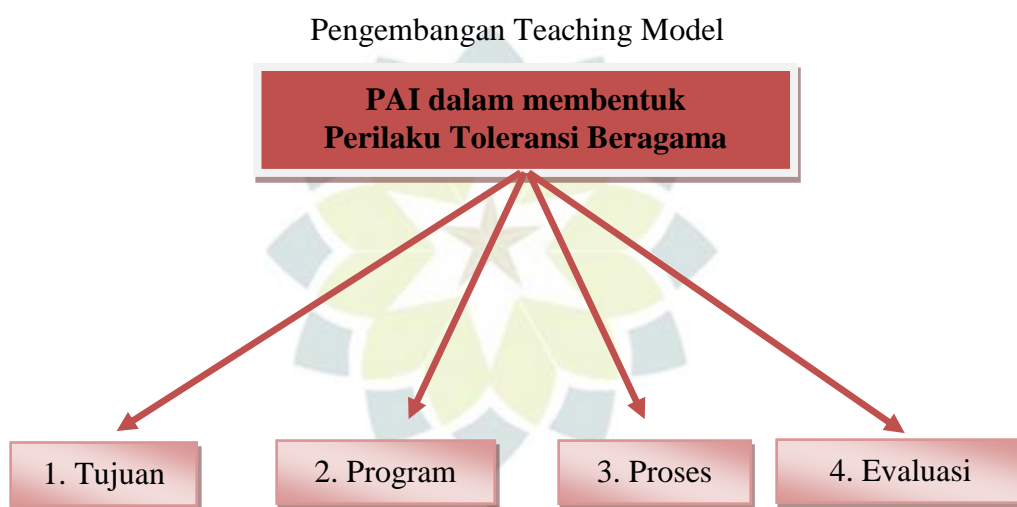 Pengembangan Teaching Model
PAI dalam membentuk
Perilaku Toleransi Beragama
1. Tujuan
2. Program
3. Proses
4. Evaluasi